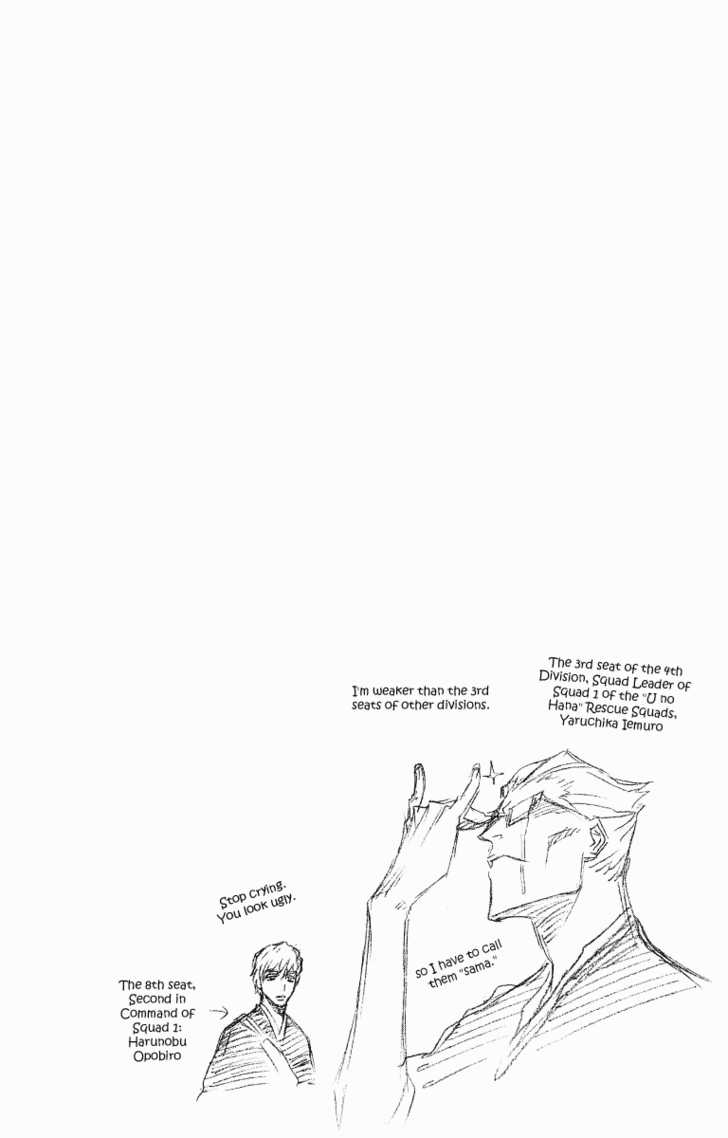 The 3rd seat of the 4th
Division, Squad Leader of
Squad 1 of the "U no
Hana" Rescue Squads,
Yaruchika Iemuro
I'm weaker than the 3rd
seats of other divisions.
so I have to call
them "sama."
Stop crying.
You look ugly.
The 8th seat,
Second in
Command of
Squad 1:
Harunobu
Opobiro